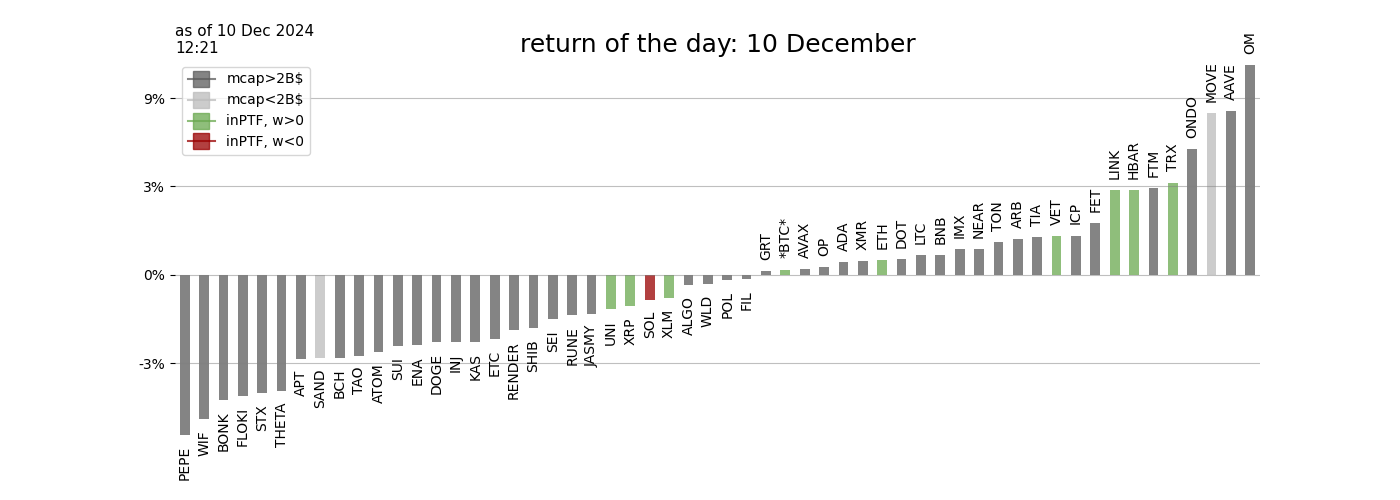 as of 10 Dec 2024
12:21
return of the day: 10 December
mcap>2B$
mcap<2B$
inPTF, w>0
inPTF, w<0
9%
3%
0%
-3%
PEPE
WIF
BONK
FLOKI
STX
THETA
APT
SAND
BCH
TAO
ATOM
SUI
ENA
DOGE
INJ
KAS
ETC
RENDER
SHIB
SEI
RUNE
JASMY
UNI
XRP
SOL
XLM
ALGO
WLD
POL
FIL
GRT
*BTC*
AVAX
OP
ADA
XMR
ETH
DOT
LTC
BNB
IMX
NEAR
TON
ARB
TIA
VET
ICP
FET
LINK
HBAR
FTM
TRX
ONDO
MOVE
AAVE
OM